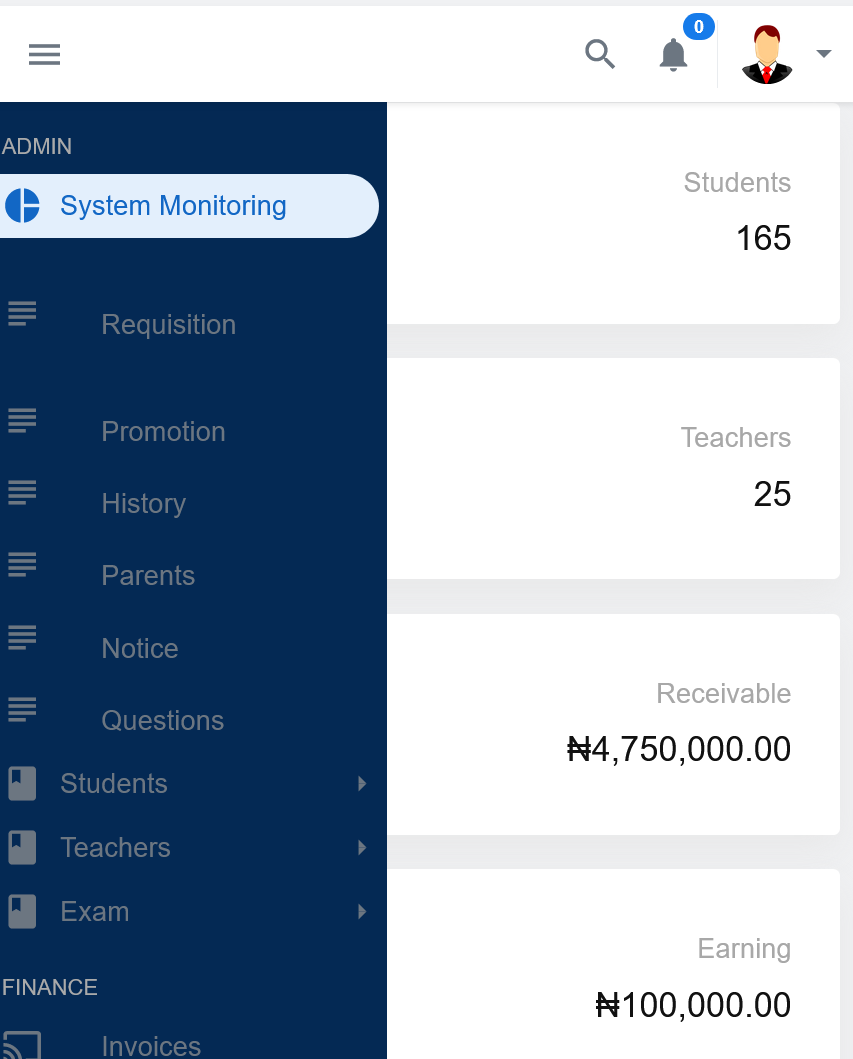 0
ADMIN
System Monitoring
Requisition
Promotion
History
Parents
Notice
Questions
Students
Teachers
Exam
FINANCE
Invoices
Students
165
Teachers
25
Receivable
₦4,750,000.00
Earning
₦100,000.00